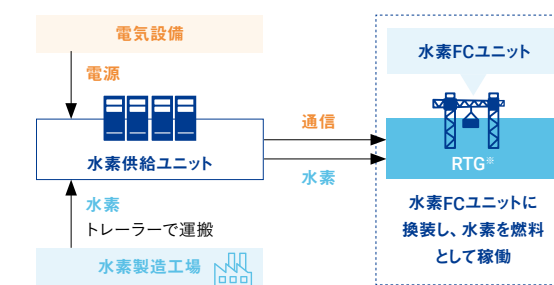 電気設備
電源
水素供給ユニット
水素
トレーラーで運搬
水素製造工場
通信
水素
水素FCユニット
RTG※
水素FCユニットに
換装し、水素を燃料
として稼働